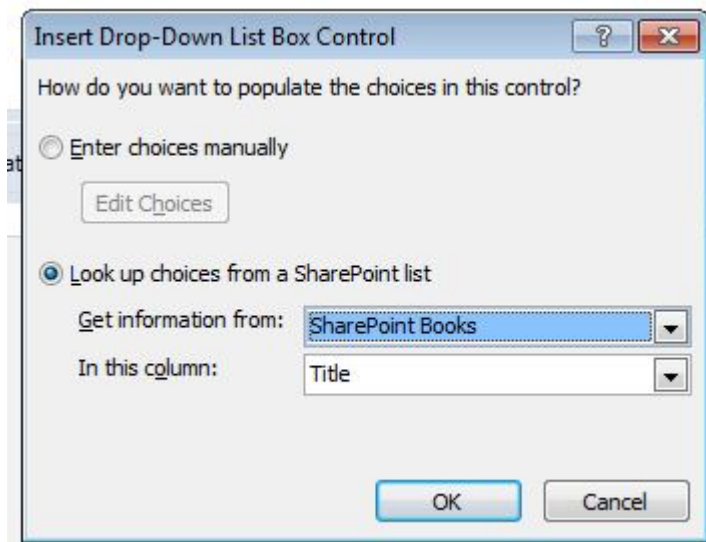 Insert Drop-Down List Box Control
How do you want to populate the choices in this control?
Enter choices manually
at
Edit Choices
Look up choices from a SharePoint list
Get information from: SharePoint Books
In this column: Title
OK Cancel